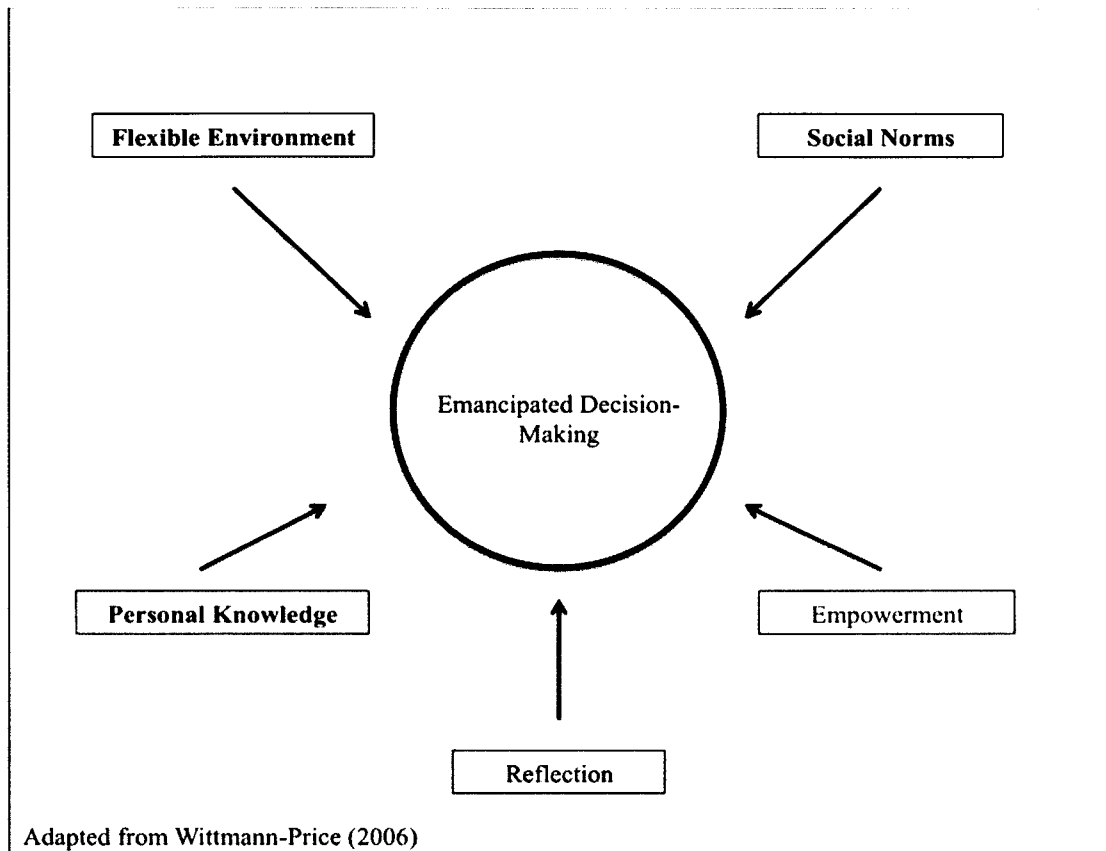 Flexible Environment
Social Norms
Emancipated Decision-
Making
Personal Knowledge
Empowerment
Reflection
Adapted from Wittmann-Price (2006)